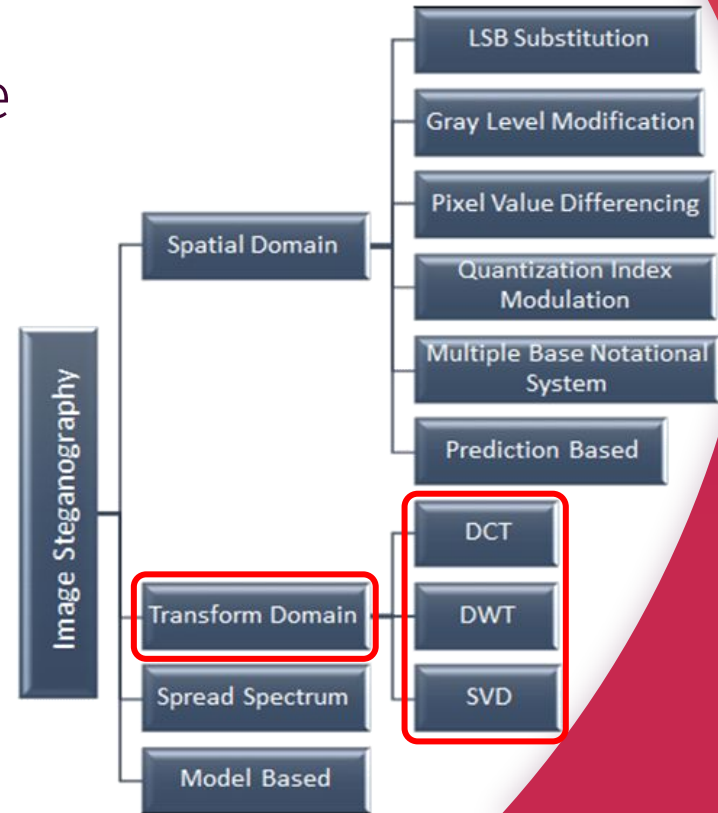 e
Image Steganography
Spatial Domain
LSB Substitution
Gray Level Modification
Pixel Value Differencing
Quantization Index
Modulation
Multiple Base Notational
System
Prediction Based
Transform Domain
DCT
DWT
SVD
Spread Spectrum
Model Based